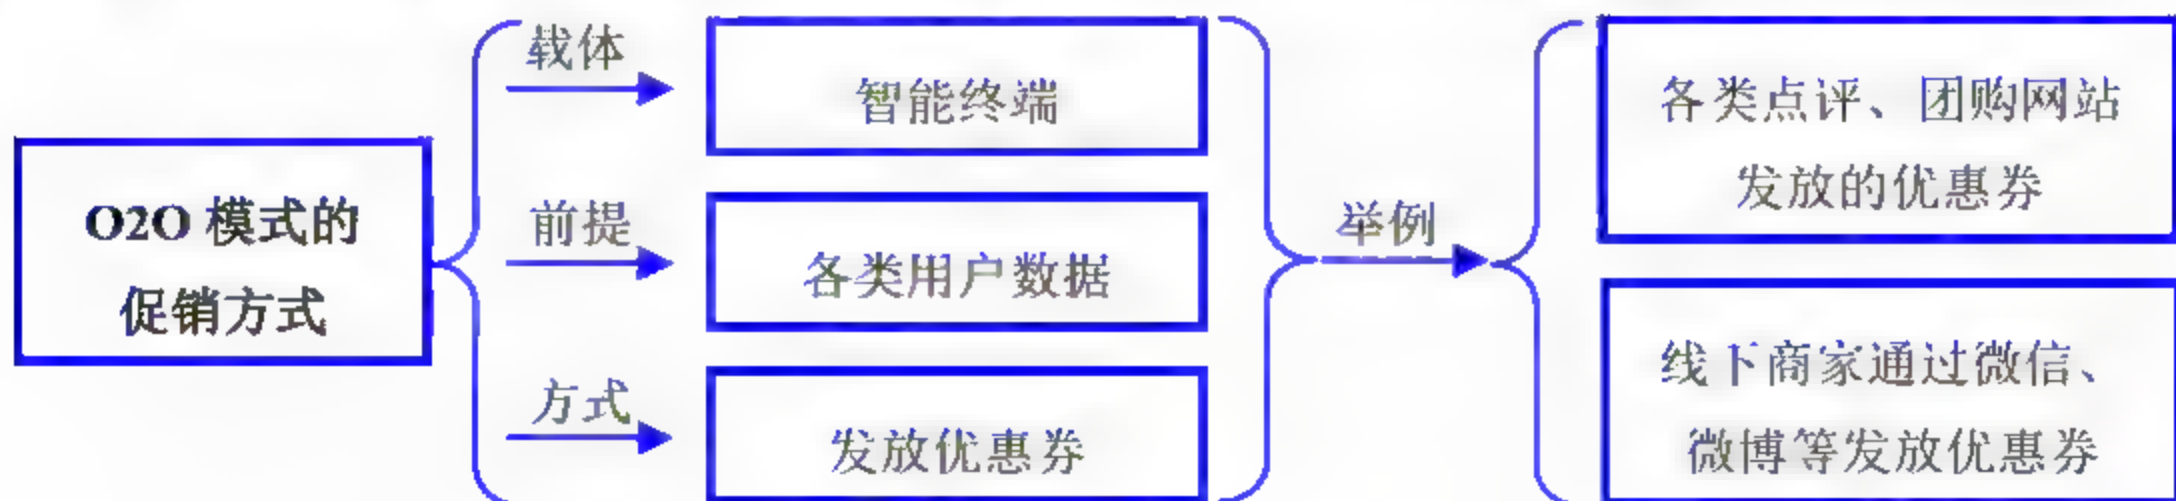 O2O 模式的
促销方式
载体
智能终端
前提
各类用户数据
方式
发放优惠券
举例
各类点评、团购网站
发放的优惠券
线下商家通过微信、
微博等发放优惠券